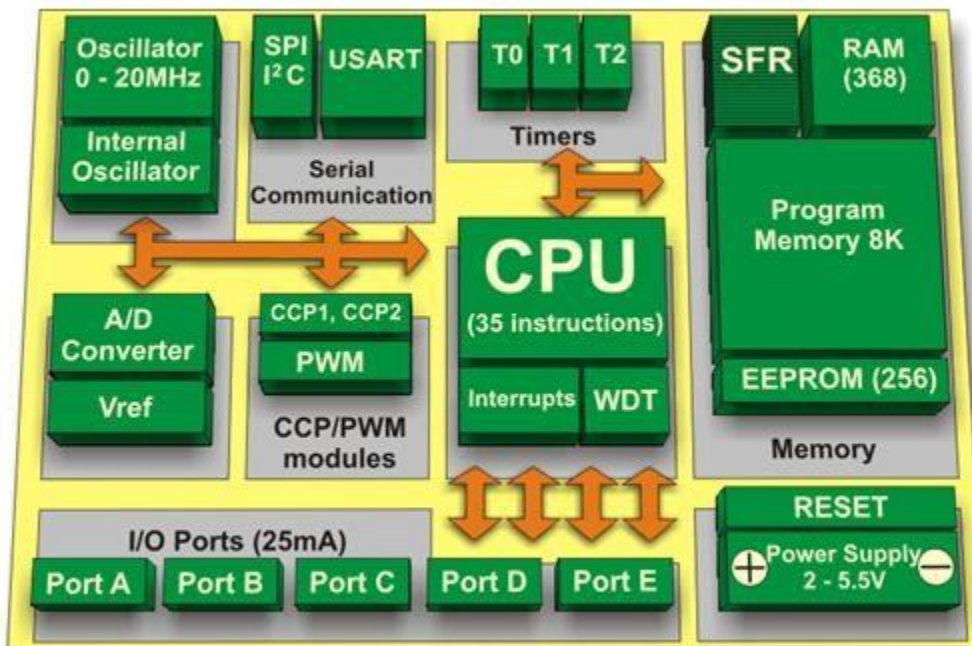 Oscillator
0 - 20MHz
Internal
Oscillator
SPI
I²C
USART
Serial
Communication
T0 T1 T2
Timers
SFR
RAM
(368)
Program
Memory 8K
EEPROM (256)
Memory
A/D
Converter
Vref
CCP1, CCP2
PWM
CCP/PWM
modules
CPU
(35 instructions)
Interrupts
WDT
I/O Ports (25mA)
Port A
Port B
Port C
Port D
Port E
RESET
Power Supply
2 - 5.5V
+ −